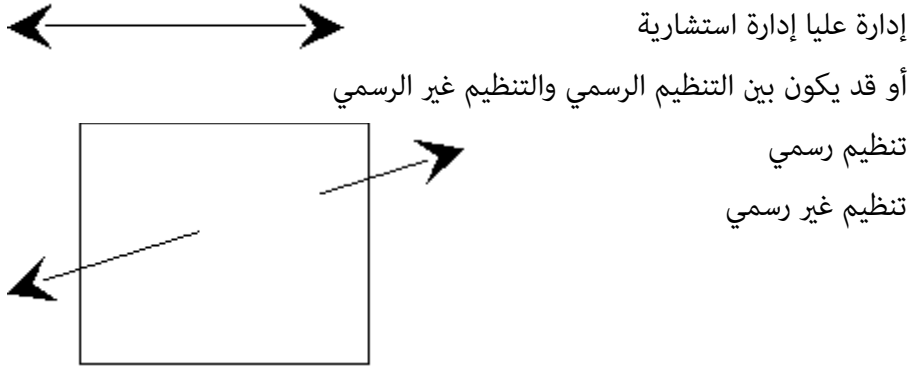 إدارة عليا إدارة استشارية
أو قد يكون بين التنظيم الرسمي والتنظيم غير الرسمي
تنظيم رسمي
تنظيم غير رسمي